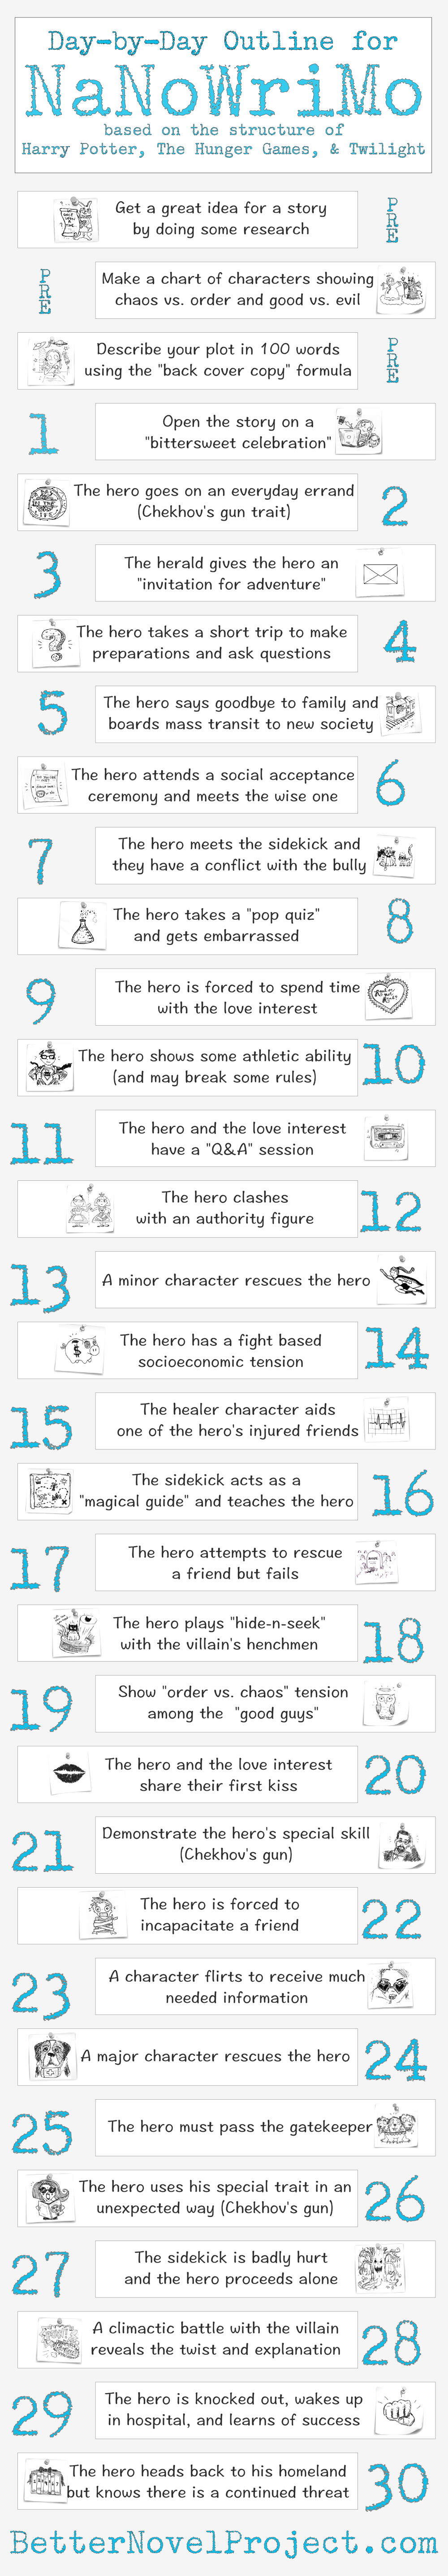 Day-by-Day Outline for
NaNoWriMo
based on the structure of
Harry Potter, The Hunger Games, & Twilight
Get a great idea for a story
by doing some research
PRE
PRE
Make a chart of characters showing
chaos vs. order and good vs. evil
Describe your plot in 100 words
using the "back cover copy" formula
PRE
1
Open the story on a
"bittersweet celebration"
The hero goes on an everyday errand
(Chekhov's gun trait)
2
3
The herald gives the hero an
"invitation for adventure"
The hero takes a short trip to make
preparations and ask questions
4
5
The hero says goodbye to family and
boards mass transit to new society
The hero attends a social acceptance
ceremony and meets the wise one
6
7
The hero meets the sidekick and
they have a conflict with the bully
The hero takes a "pop quiz"
and gets embarrassed
8
9
The hero is forced to spend time
with the love interest
The hero shows some athletic ability
(and may break some rules)
10
11
The hero and the love interest
have a "Q&A" session
The hero clashes
with an authority figure
12
13
A minor character rescues the hero
The hero has a fight based
socioeconomic tension
14
15
The healer character aids
one of the hero's injured friends
The sidekick acts as a
"magical guide" and teaches the hero
16
17
The hero attempts to rescue
a friend but fails
The hero plays "hide-n-seek"
with the villain's henchmen
18
19
Show "order vs. chaos" tension
among the "good guys"
The hero and the love interest
share their first kiss
20
21
Demonstrate the hero's special skill
(Chekhov's gun)
The hero is forced to
incapacitate a friend
22
23
A character flirts to receive much
needed information
A major character rescues the hero
24
25
The hero must pass the gatekeeper
The hero uses his special trait in an
unexpected way (Chekhov's gun)
26
27
The sidekick is badly hurt
and the hero proceeds alone
A climactic battle with the villain
reveals the twist and explanation
28
29
The hero is knocked out, wakes up
in hospital, and learns of success
The hero heads back to his homeland
but knows there is a continued threat
30
BetterNovelProject.com